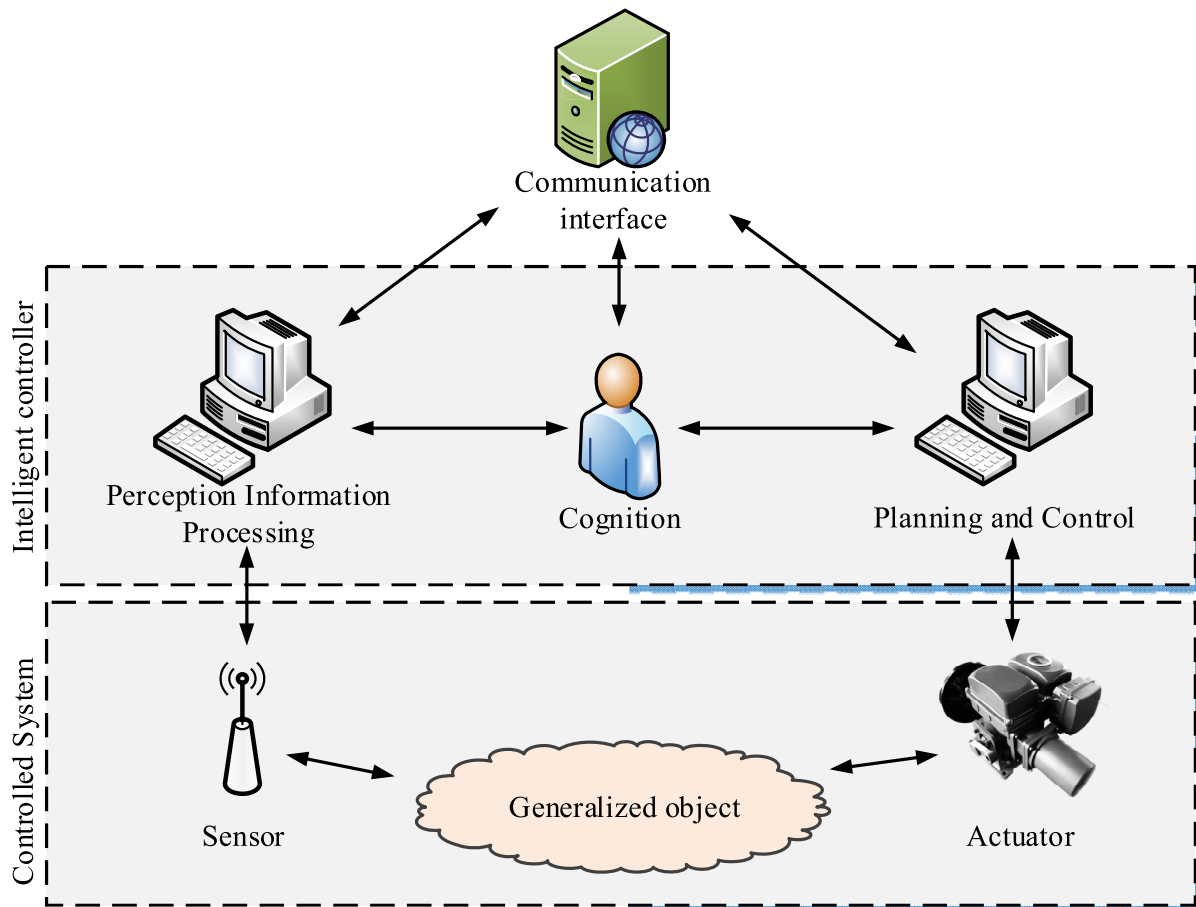 Communication
interface
Intelligent controller
Perception Information
Processing
Cognition
Planning and Control
Controlled System
Sensor
Generalized object
Actuator